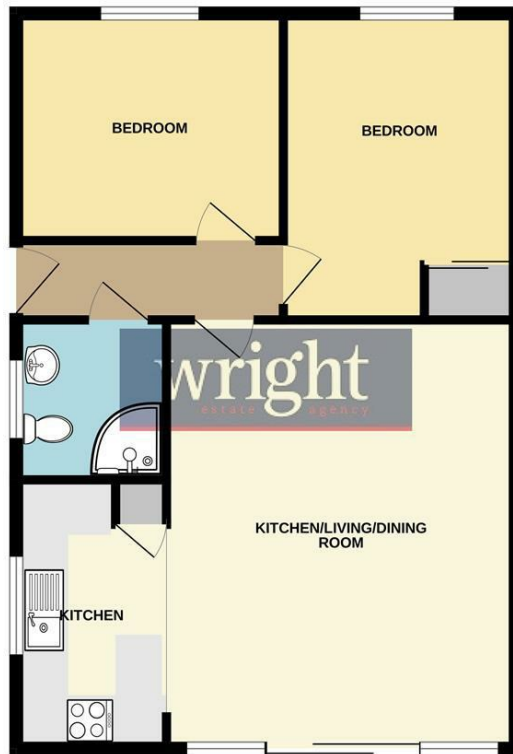 BEDROOM
BEDROOM
wright
estate agency
KITCHEN/LIVING/DINING
ROOM
KITCHEN